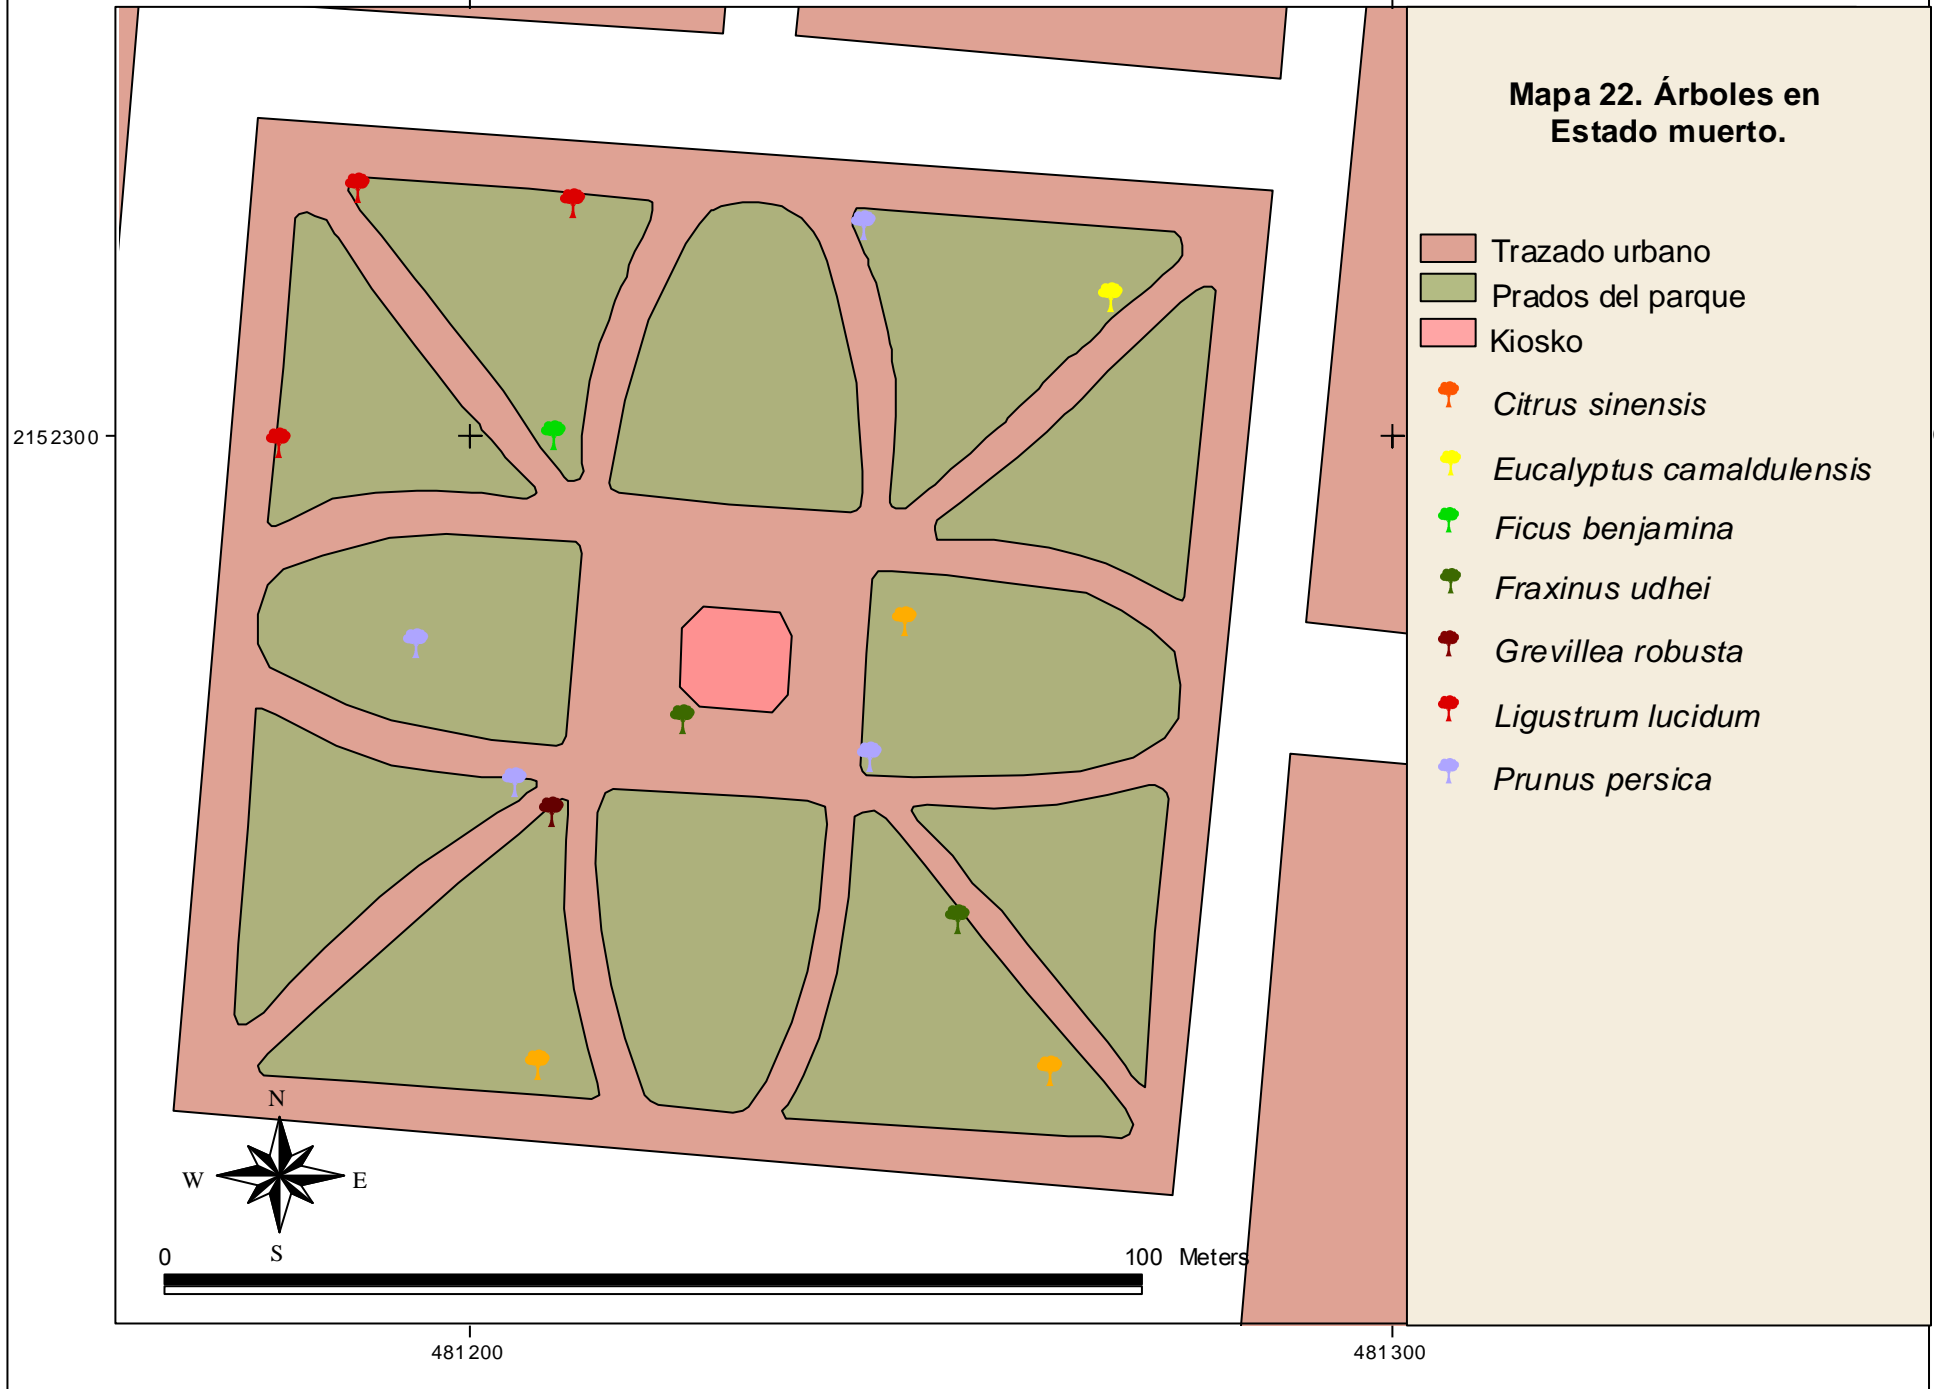 Mapa 22. Árboles en
Estado muerto.
Trazado urbano
Prados del parque
Kiosko
Citrus sinensis
Eucalyptus camaldulensis
Ficus benjamina
Fraxinus udhei
Grevillea robusta
Ligustrum lucidum
Prunus persica
2152300
N
W
E
S
0
100 Meters
481200
481300